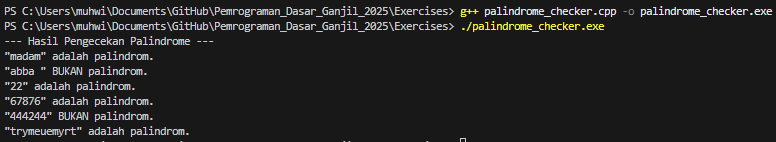 PS C:\Users\muhwi\Documents\GitHub\Pemrograman_Dasar_Ganjil_2025\Exercises> g++ palindrome_checker.cpp -o palindrome_checker.exe
PS C:\Users\muhwi\Documents\GitHub\Pemrograman_Dasar_Ganjil_2025\Exercises> ./palindrome_checker.exe
--- Hasil Pengecekan Palindrome ---
"madam" adalah palindrom.
"abba " BUKAN palindrom.
"22" adalah palindrom.
"67876" adalah palindrom.
"444244" BUKAN palindrom.
"trymeuemyrt" adalah palindrom.